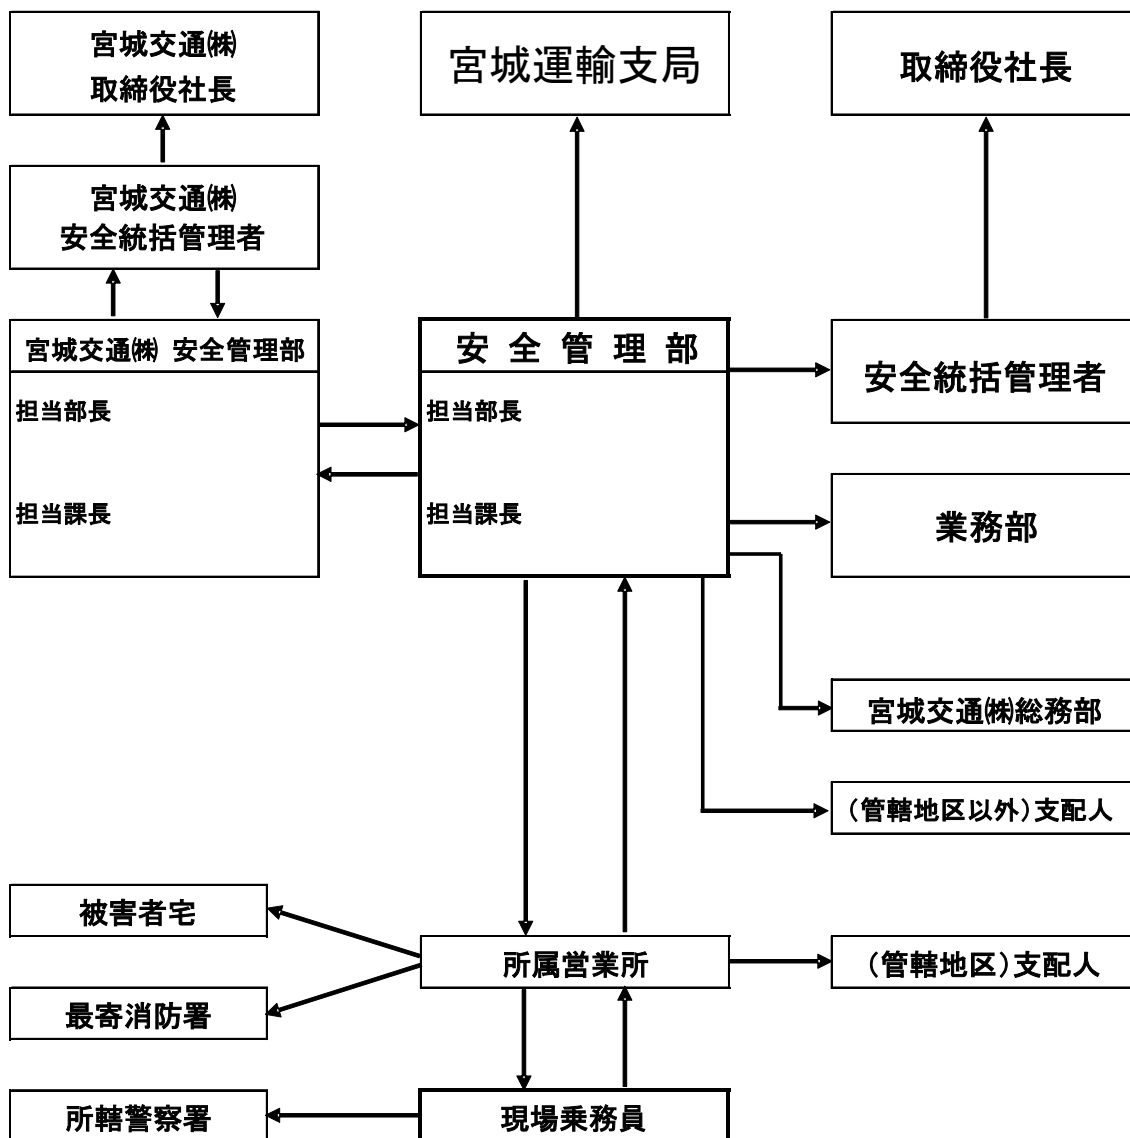 宮城交通㈱
取締役社長
宮城運輸支局
取締役社長
宮城交通㈱
安全統括管理者
宮城交通㈱ 安全管理部
担当部長
担当課長
安 全 管 理 部
担当部長
担当課長
安全統括管理者
業務部
宮城交通㈱総務部
（管轄地区以外）支配人
被害者宅
所属営業所
（管轄地区）支配人
最寄消防署
所轄警察署
現場乗務員